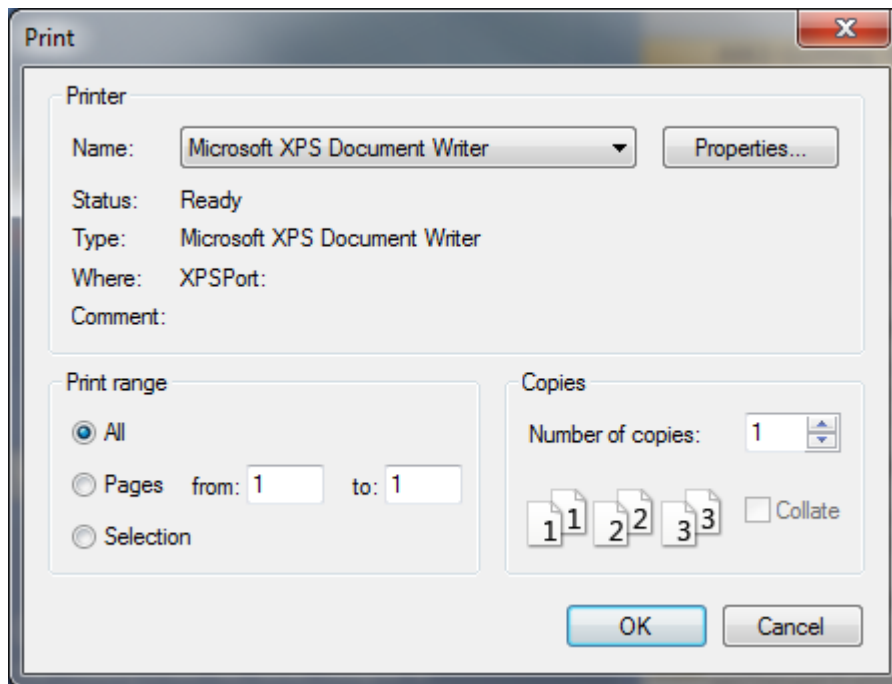 Print
Printer
Name: Microsoft XPS Document Writer Properties...
Status: Ready
Type: Microsoft XPS Document Writer
Where: XPSPort:
Comment:
Print range
All
Pages from: 1 to: 1
Selection
Copies
Number of copies: 1
1 1 2 2 3 3 Collate
OK Cancel